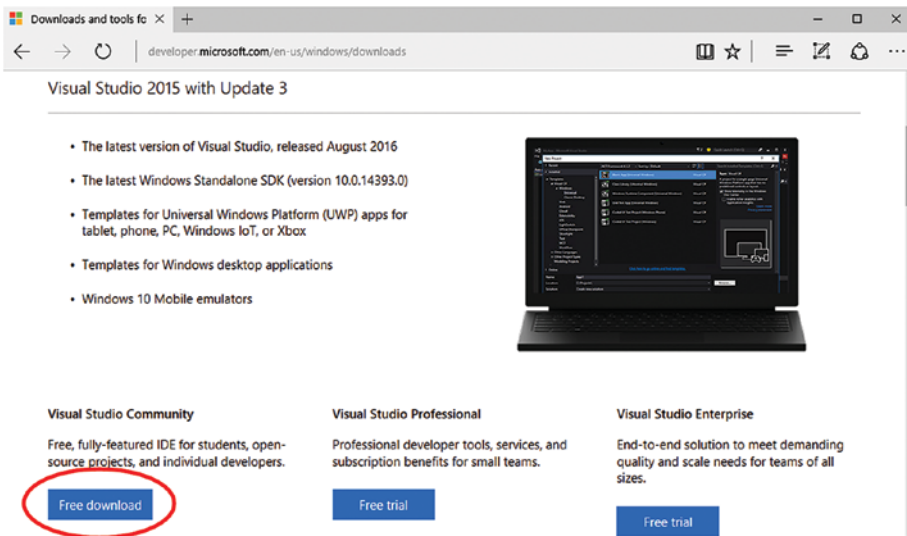 Downloads and tools fo
developer.microsoft.com/en-us/windows/downloads
Visual Studio 2015 with Update 3
• The latest version of Visual Studio, released August 2016
• The latest Windows Standalone SDK (version 10.0.14393.0)
• Templates for Universal Windows Platform (UWP) apps for
tablet, phone, PC, Windows IoT, or Xbox
• Templates for Windows desktop applications
• Windows 10 Mobile emulators
Visual Studio Community
Free, fully-featured IDE for students, open-
source projects, and individual developers.
Free download
Visual Studio Professional
Professional developer tools, services, and
subscription benefits for small teams.
Free trial
Visual Studio Enterprise
End-to-end solution to meet demanding
quality and scale needs for teams of all
sizes.
Free trial